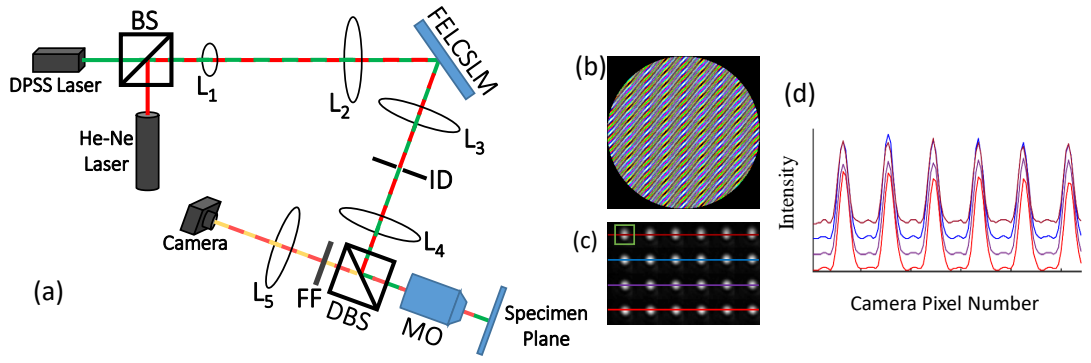 BS
DPSS Laser
L1
L2
FELCSLM
He-Ne
Laser
L3
ID
Camera
L4
L5
FF
DBS
MO
Specimen
Plane
(a)
(b)
(c)
(d)
Intensity
Camera Pixel Number